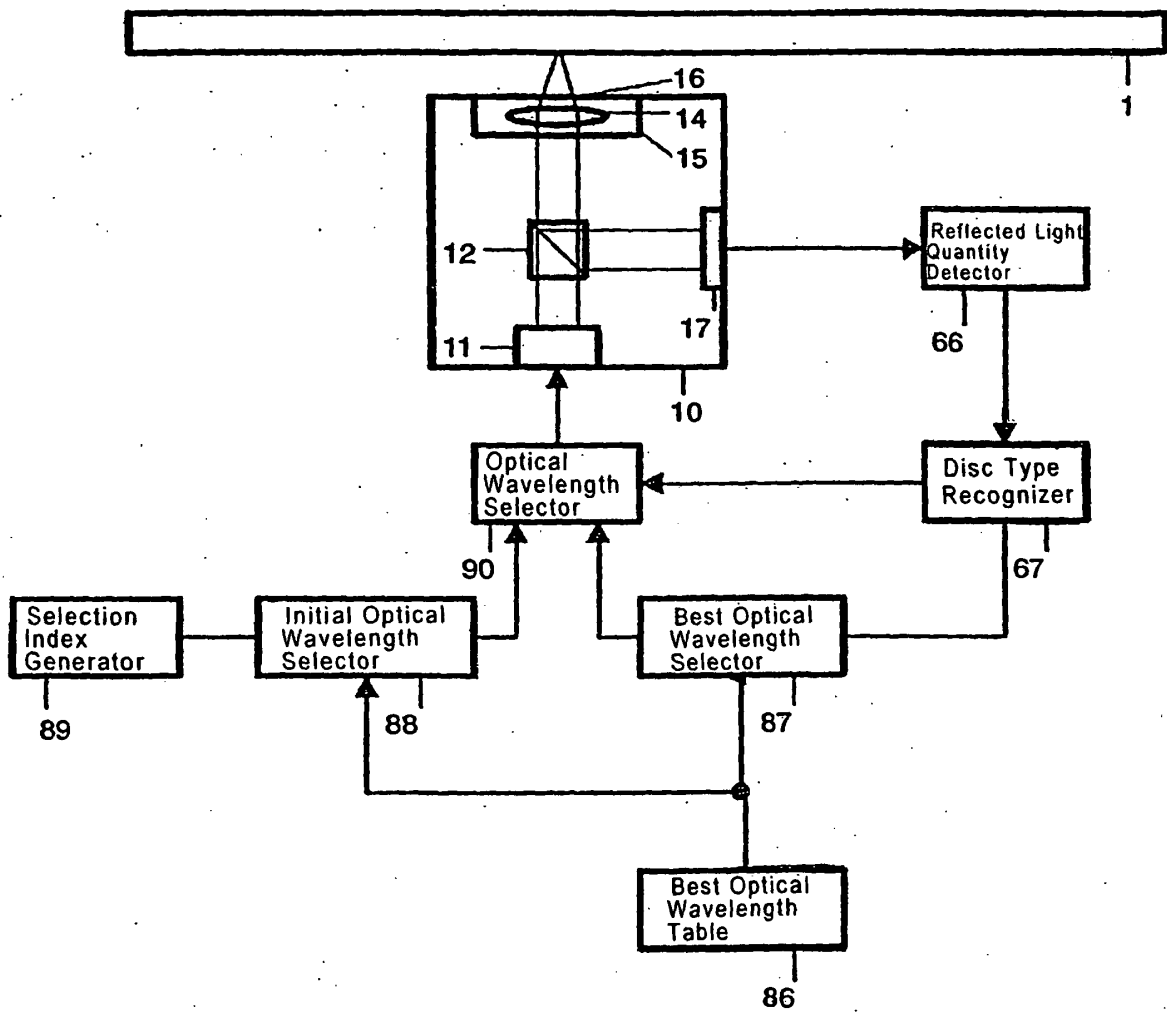 1
16
14
15
12
17
11
10
Reflected Light
Quantity
Detector
66
Optical
Wavelength
Selector
90
Disc Type
Recognizer
67
Selection
Index
Generator
89
Initial Optical
Wavelength
Selector
88
Best Optical
Wavelength
Selector
87
Best Optical
Wavelength
Table
86